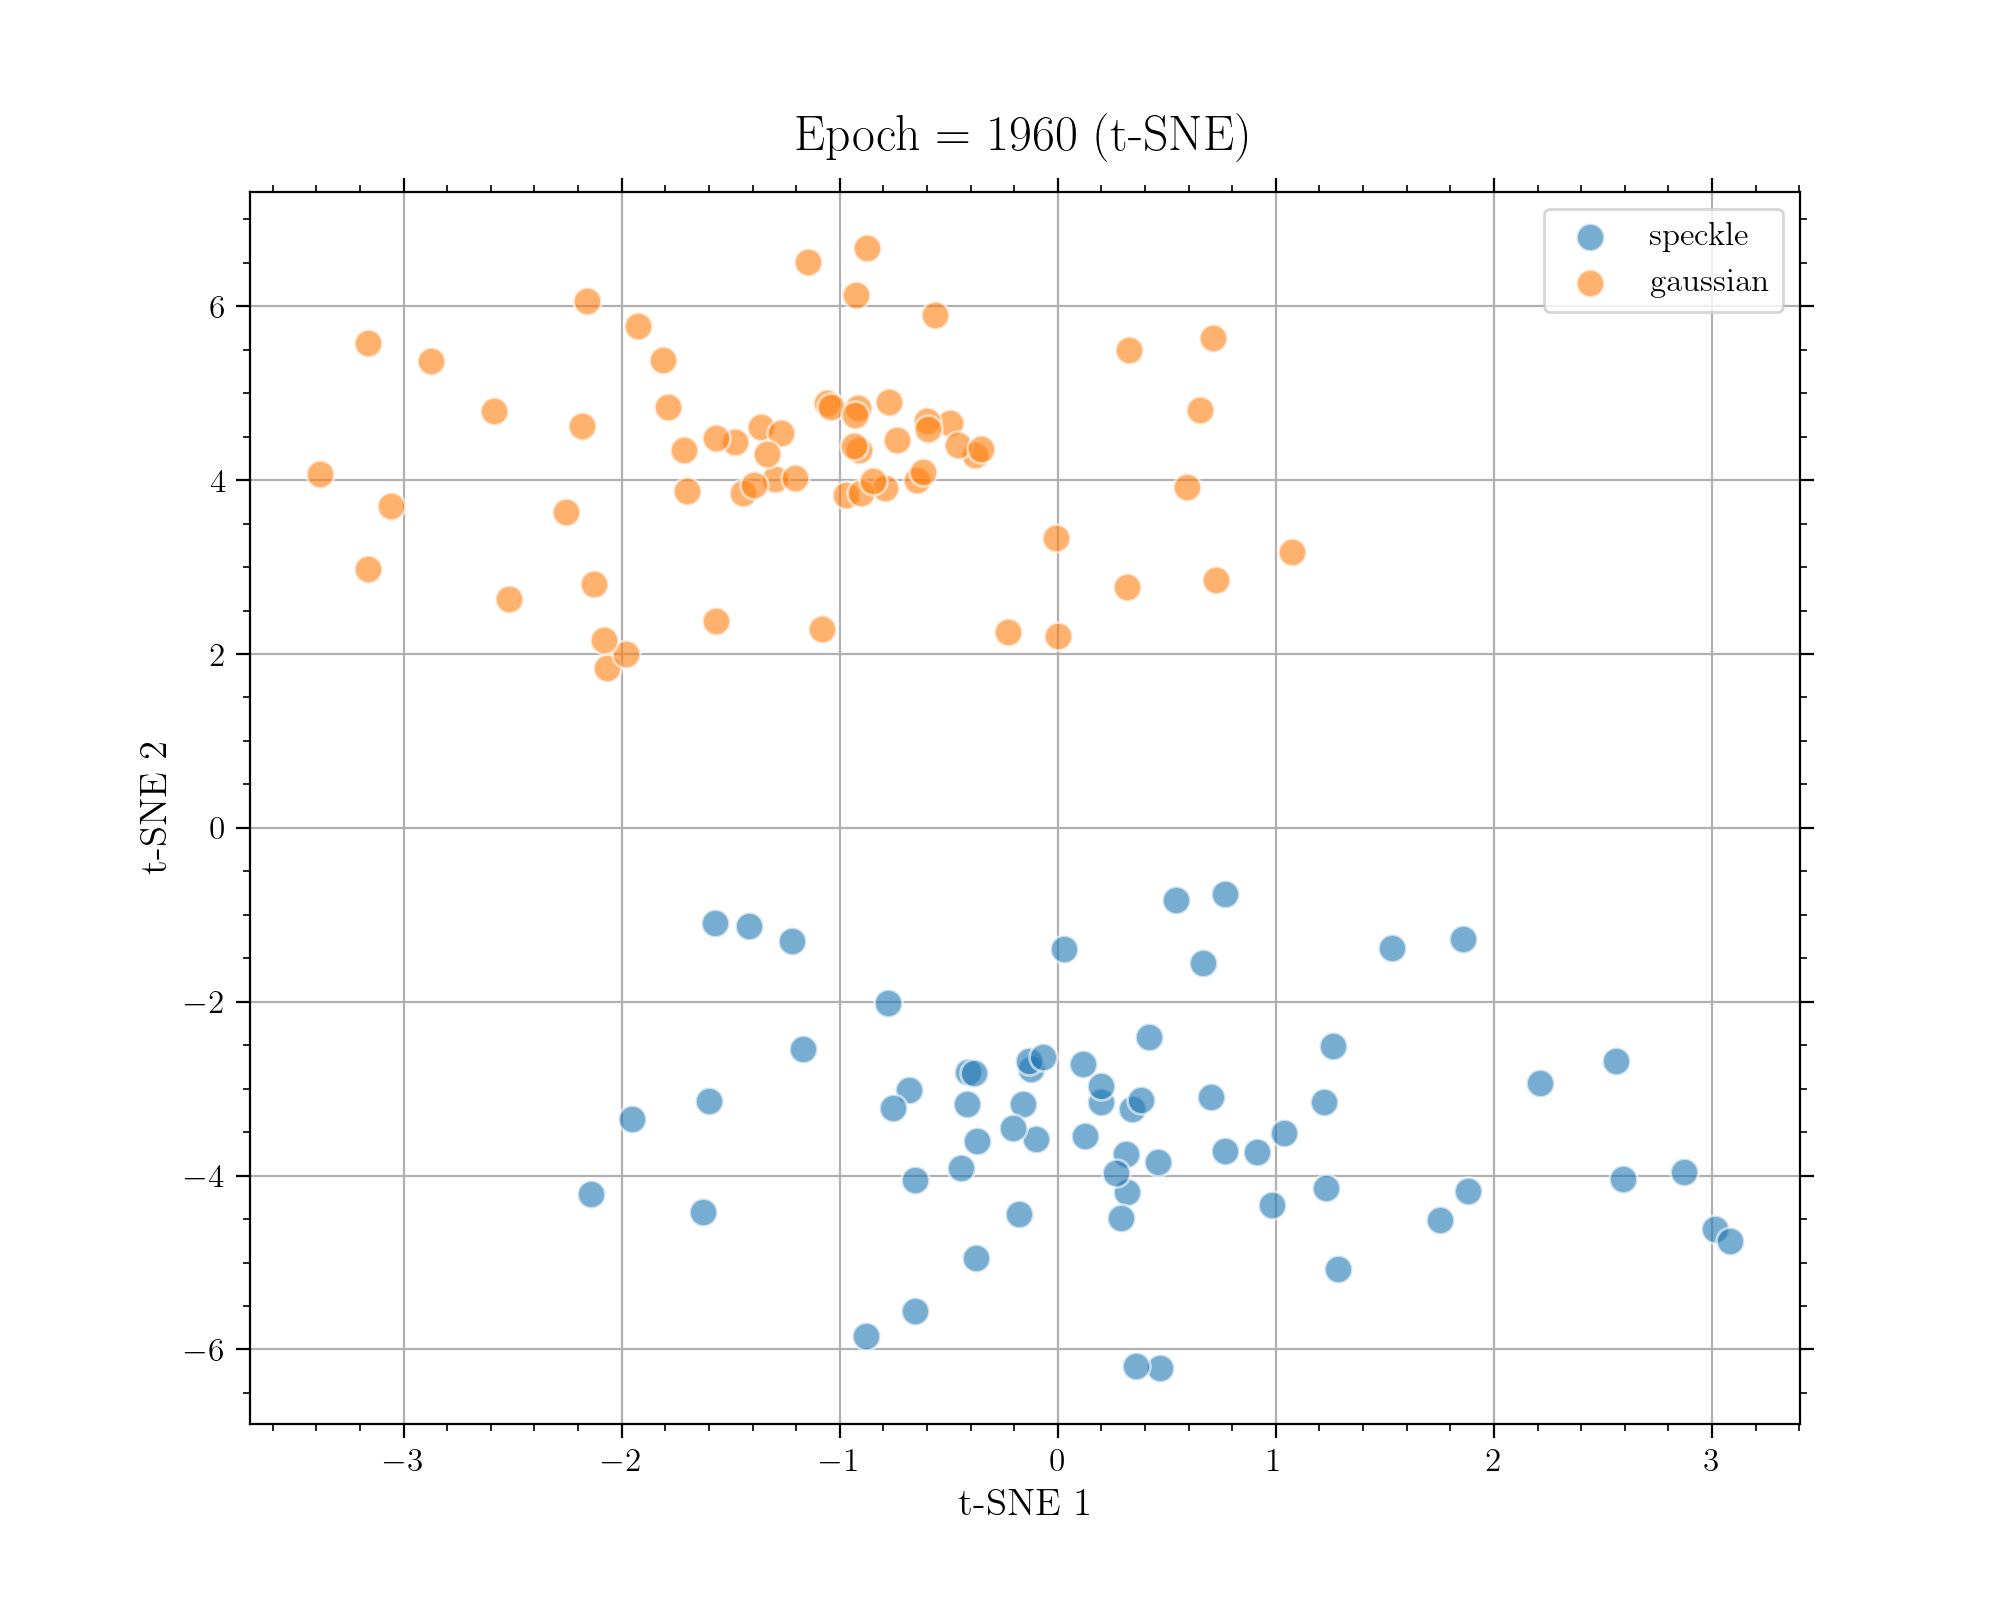 Epoch = 1960 (t-SNE)
speckle
gaussian
6
4
2
0
−2
−4
−6
t-SNE 2
−3 −2 −1 0 1 2 3
t-SNE 1